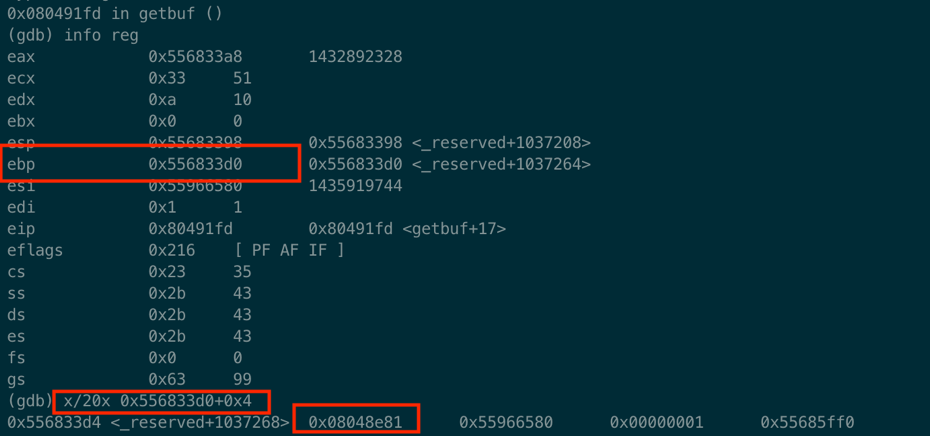 0x080491fd in getbuf ()
(gdb) info reg
eax 0x556833a8 1432892328
ecx 0x33 51
edx 0xa 10
ebx 0x0 0
esp 0x55683398 0x55683398 <_reserved+1037208>
ebp 0x556833d0 0x556833d0 <_reserved+1037264>
esi 0x55966580 1435919744
edi 0x1 1
eip 0x80491fd 0x80491fd <getbuf+17>
eflags 0x216 [ PF AF IF ]
cs 0x23 35
ss 0x2b 43
ds 0x2b 43
es 0x2b 43
fs 0x0 0
gs 0x63 99
(gdb) x/20x 0x556833d0+0x4
0x556833d4 <_reserved+1037268> 0x08048e81 0x55966580 0x00000001 0x55685ff0